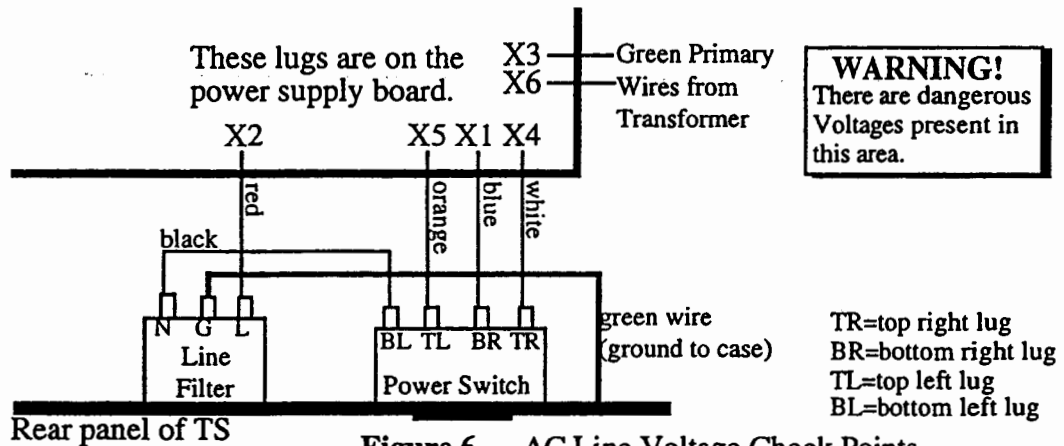 These lugs are on the
power supply board.
X3
X6
Green Primary
Wires from
Transformer
WARNING!
There are dangerous
Voltages present in
this area.
X2
X5 X1 X4
red
orange
blue
white
black
N G L
Line
Filter
BL TL BR TR
Power Switch
green wire
(ground to case)
TR=top right lug
BR=bottom right lug
TL=top left lug
BL=bottom left lug
Rear panel of TS
Figure 6 AC Line Voltage Check Points